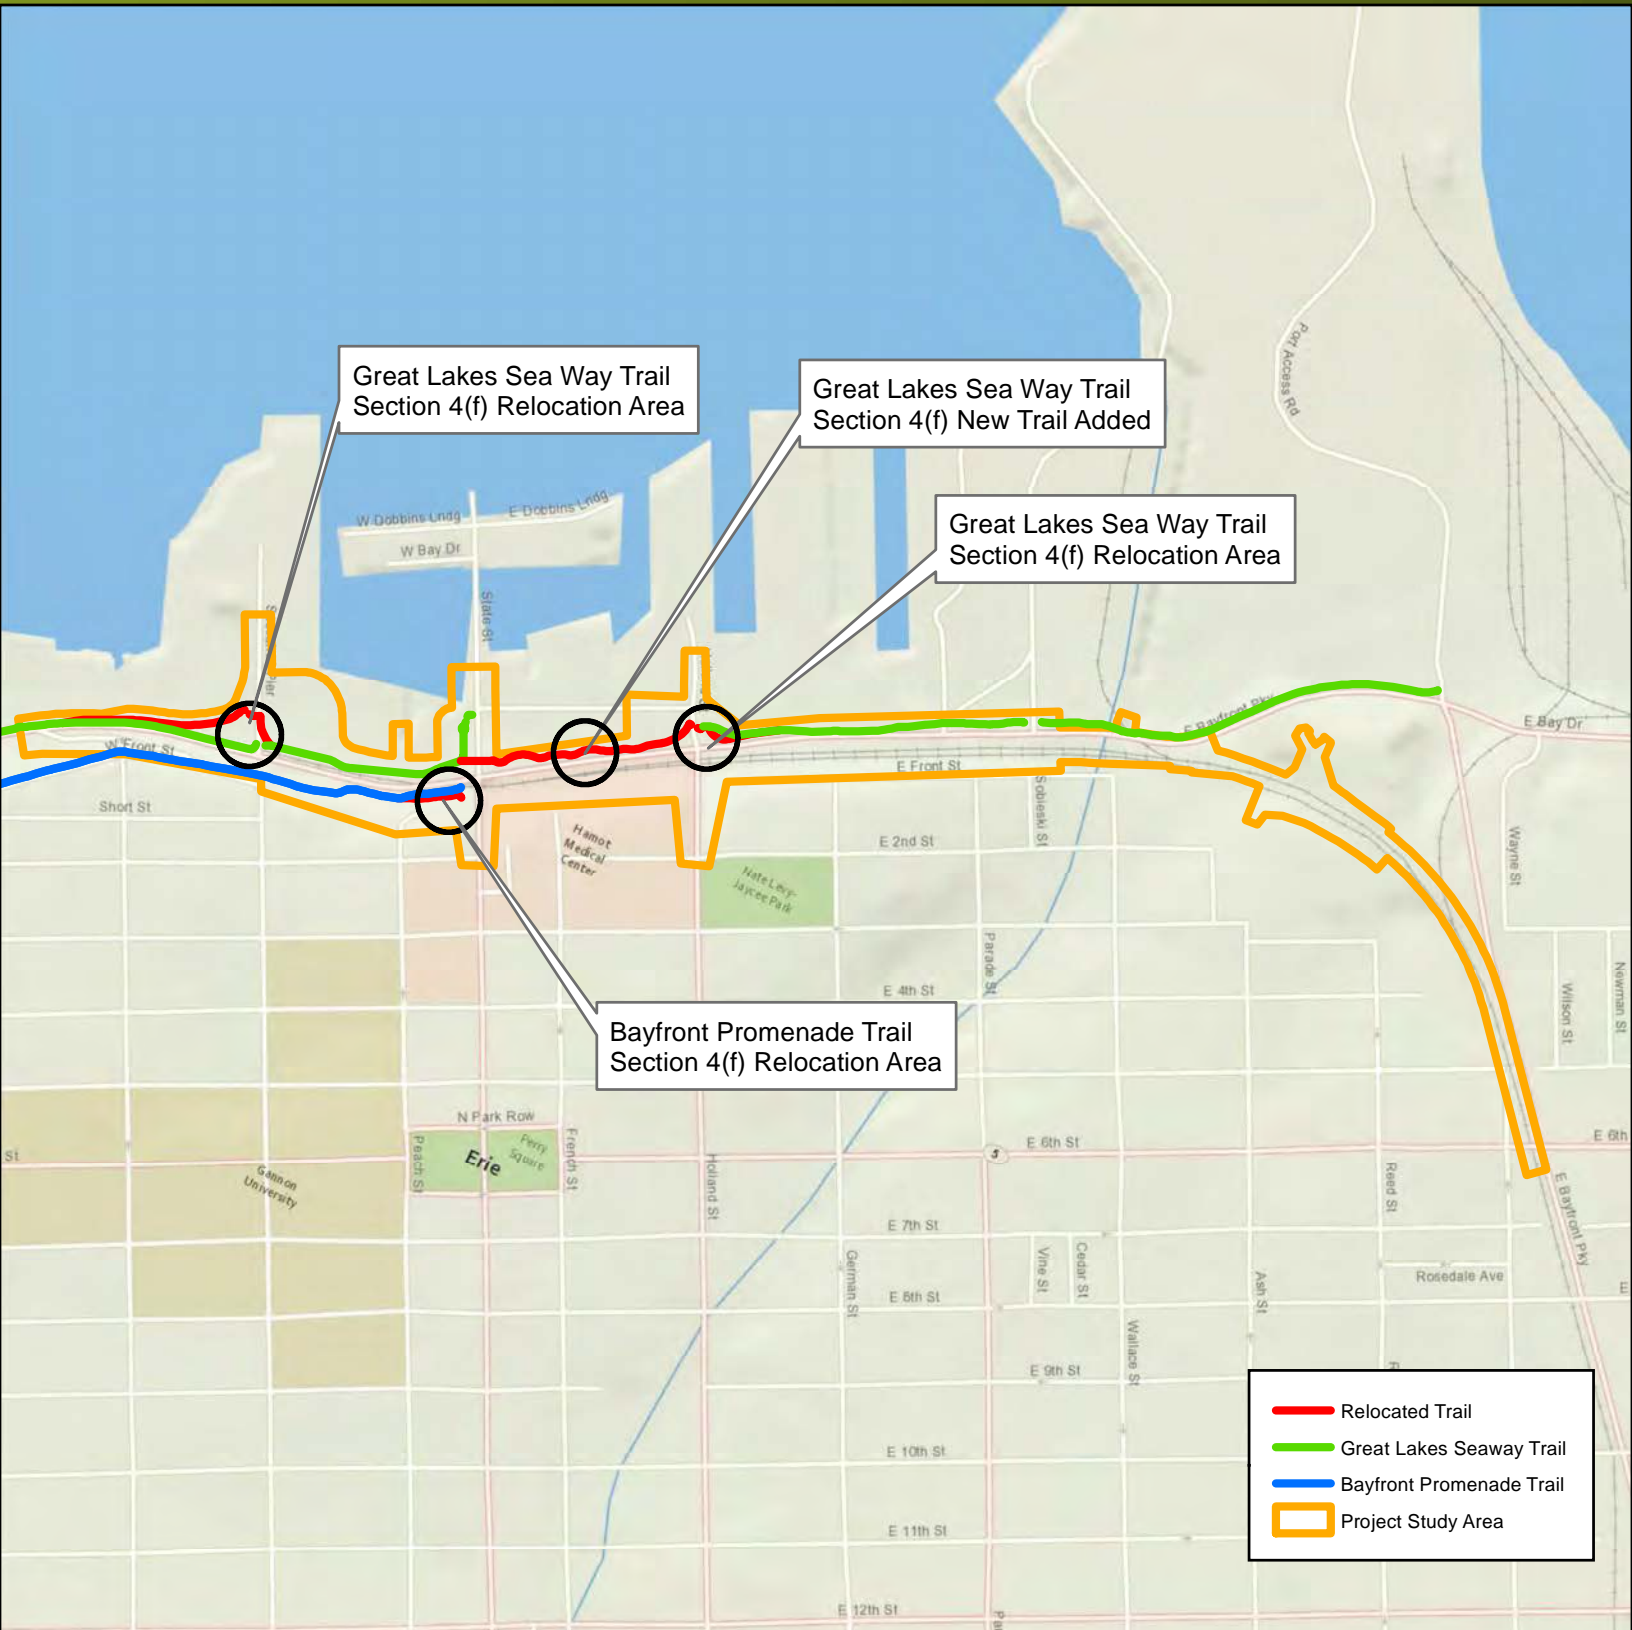 Great Lakes Sea Way Trail
Section 4(f) Relocation Area
Great Lakes Sea Way Trail
Section 4(f) New Trail Added
Great Lakes Sea Way Trail
Section 4(f) Relocation Area
Port Access Rd
W Dobbins Lndg
E Dobbins Lndg
W Bay Dr
State St
E Bayfront Pky
E Bay Dr
W Front St
E Front St
Short St
Sobieski St
Hamot
Medical
Center
E 2nd St
Wayne St
Nate Levy-
Jaycee Park
Parade St
E 4th St
Wilson St
Newman St
Bayfront Promenade Trail
Section 4(f) Relocation Area
N Park Row
Peach St
Perry
Square
Erie
French St
St
Gannon
University
Holland St
5
E 6th St
E 6th
Reed St
E Bayfront Pky
E 7th St
German St
Vine St
Cedar St
Rosedale Ave
Ash St
E 8th St
E
Wallace St
E 9th St
E 10th St
E 11th St
E 12th St
Relocated Trail
Great Lakes Seaway Trail
Bayfront Promenade Trail
Project Study Area